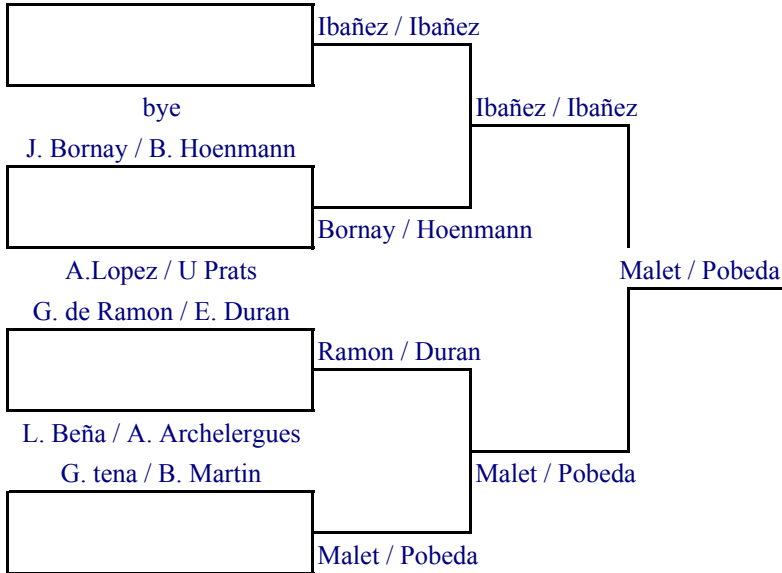 Ibañez / Ibañez
bye
Ibañez / Ibañez
J. Bornay / B. Hoenmann
Bornay / Hoenmann
A.Lopez / U Prats
Malet / Pobeda
G. de Ramon / E. Duran
Ramon / Duran
L. Beña / A. Archelergues
G. tena / B. Martin
Malet / Pobeda
Malet / Pobeda